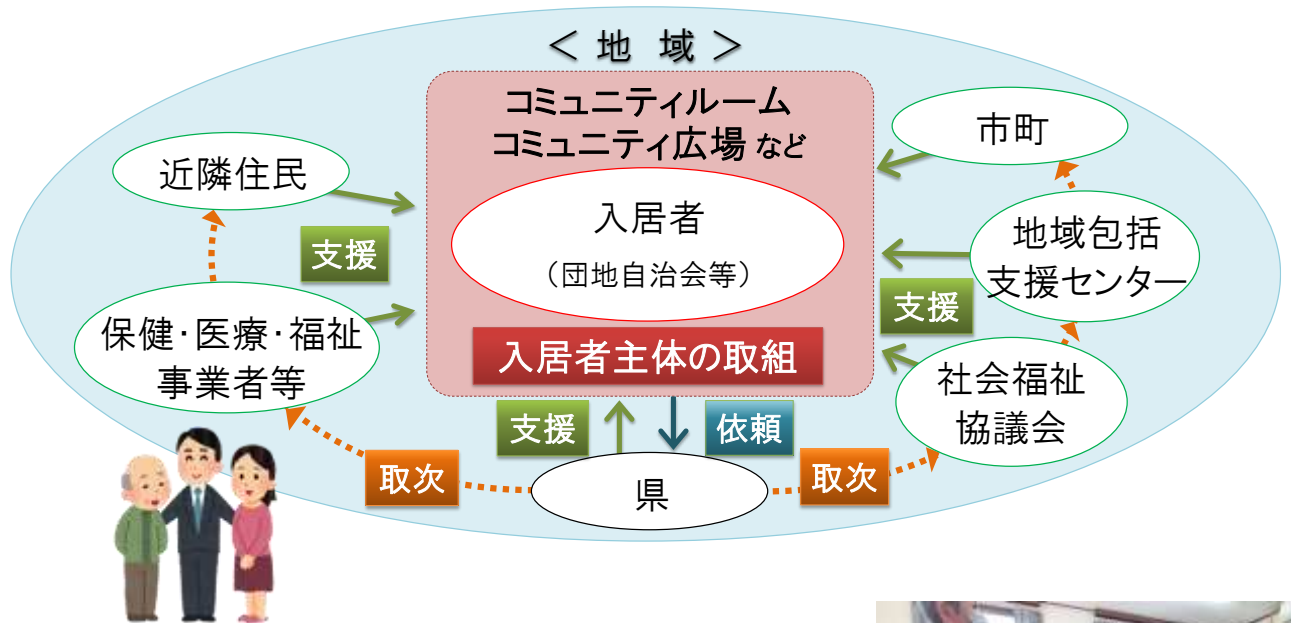 ＜ 地 域 ＞
コミュニティルーム
コミュニティ広場 など
市町
近隣住民
入居者
（団地自治会等）
地域包括
支援センター
支援
支援
保健･医療･福祉
事業者等
入居者主体の取組
社会福祉
協議会
支援
依頼
取次
取次
県